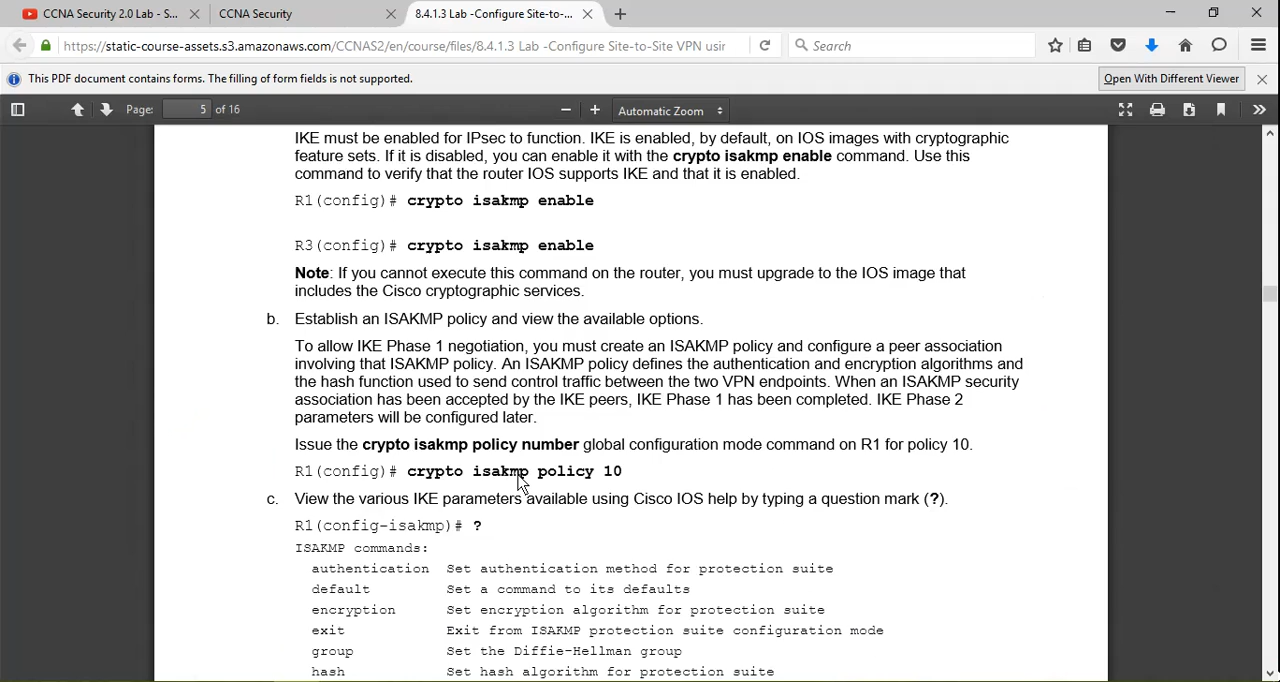 CCNA Security 2.0 Lab - S...
CCNA Security
8.4.1.3 Lab -Configure Site-to-...
https://static-course-assets.s3.amazonaws.com/CCNAS2/en/course/files/8.4.1.3 Lab -Configure Site-to-Site VPN usin
Search
This PDF document contains forms. The filling of form fields is not supported.
Open With Different Viewer
Page: 5 of 16
Automatic Zoom
IKE must be enabled for IPsec to function. IKE is enabled, by default, on IOS images with cryptographic
feature sets. If it is disabled, you can enable it with the crypto isakmp enable command. Use this
command to verify that the router IOS supports IKE and that it is enabled.
R1(config)# crypto isakmp enable
R3(config)# crypto isakmp enable
Note: If you cannot execute this command on the router, you must upgrade to the IOS image that
includes the Cisco cryptographic services.
b. Establish an ISAKMP policy and view the available options.
To allow IKE Phase 1 negotiation, you must create an ISAKMP policy and configure a peer association
involving that ISAKMP policy. An ISAKMP policy defines the authentication and encryption algorithms and
the hash function used to send control traffic between the two VPN endpoints. When an ISAKMP security
association has been accepted by the IKE peers, IKE Phase 1 has been completed. IKE Phase 2
parameters will be configured later.
Issue the crypto isakmp policy number global configuration mode command on R1 for policy 10.
R1(config)# crypto isakmp policy 10
c. View the various IKE parameters available using Cisco IOS help by typing a question mark (?).
R1(config-isakmp)# ?
ISAKMP commands:
authentication Set authentication method for protection suite
default Set a command to its defaults
encryption Set encryption algorithm for protection suite
exit Exit from ISAKMP protection suite configuration mode
group Set the Diffie-Hellman group
hash Set hash algorithm for protection suite